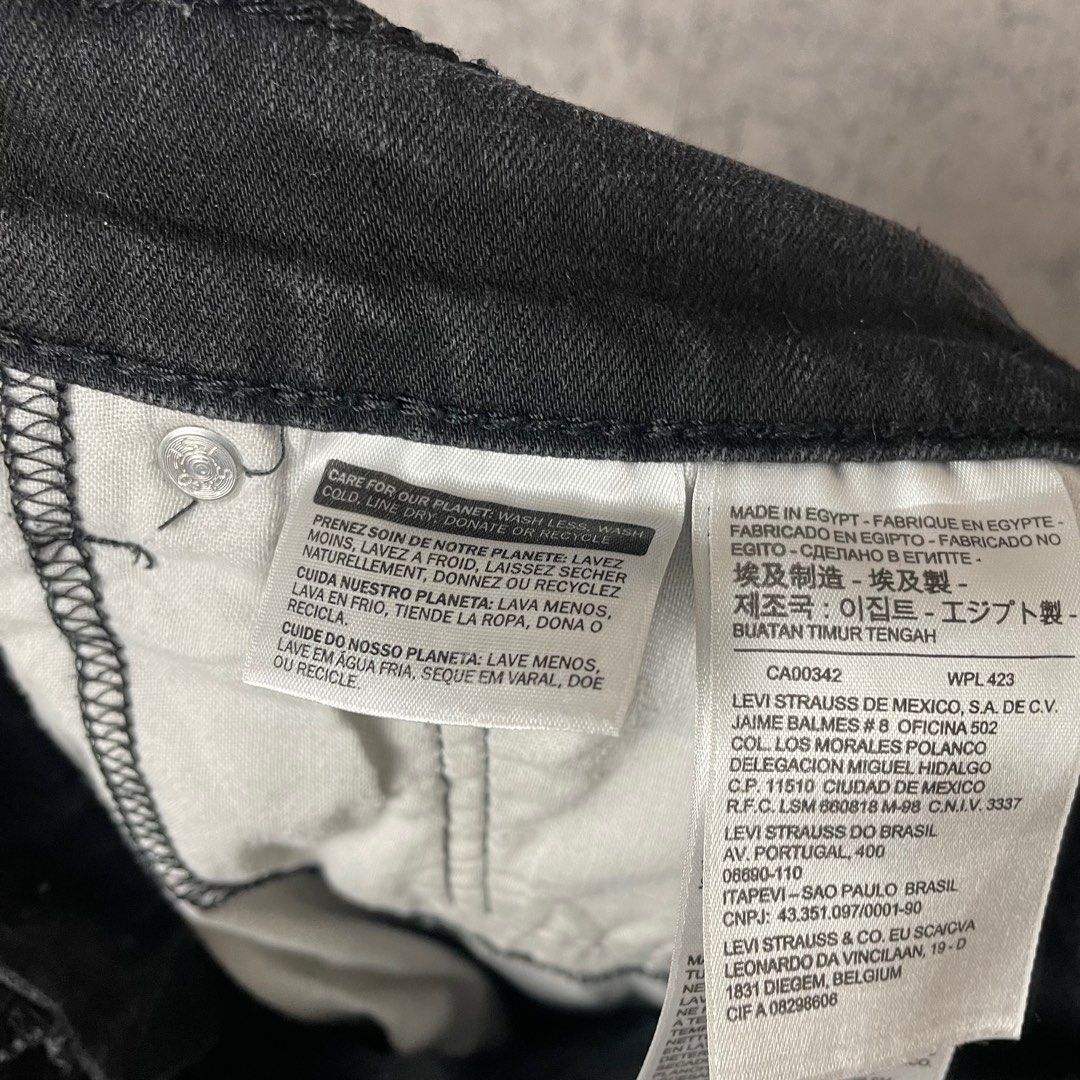 CARE FOR OUR PLANET: WASH LESS, WASH
COLD, LINE DRY, DONATE OR RECYCLE
PRENEZ SOIN DE NOTRE PLANETE: LAVEZ
MOINS, LAVEZ A FROID, LAISSEZ SECHER
NATURELLEMENT, DONNEZ OU RECYCLEZ
CUIDA NUESTRO PLANETA: LAVA MENOS,
LAVA EN FRIO, TIENDE LA ROPA, DONA O
RECICLA.
CUIDE DO NOSSO PLANETA: LAVE MENOS,
LAVE EM ÁGUA FRIA, SEQUE EM VARAL, DOE
OU RECICLE.
MADE IN EGYPT - FABRIQUE EN EGYPTE -
FABRICADO EN EGIPTO - FABRICADO NO
EGITO - СДЕЛАНО В ЕГИПТЕ -
埃及制造 - 埃及製 -
제조국 : 이집트 - エジプト製 -
BUATAN TIMUR TENGAH
CA00342 WPL 423
LEVI STRAUSS DE MEXICO, S.A. DE C.V.
JAIME BALMES # 8 OFICINA 502
COL. LOS MORALES POLANCO
DELEGACION MIGUEL HIDALGO
C.P. 11510 CIUDAD DE MEXICO
R.F.C. LSM 660818 M-98 C.N.I.V. 3337
LEVI STRAUSS DO BRASIL
AV. PORTUGAL, 400
06690-110
ITAPEVI – SAO PAULO BRASIL
CNPJ: 43.351.097/0001-90
LEVI STRAUSS & CO. EU SCA/CVA
LEONARDO DA VINCILAAN, 19 - D
1831 DIEGEM, BELGIUM
CIF A 08298606